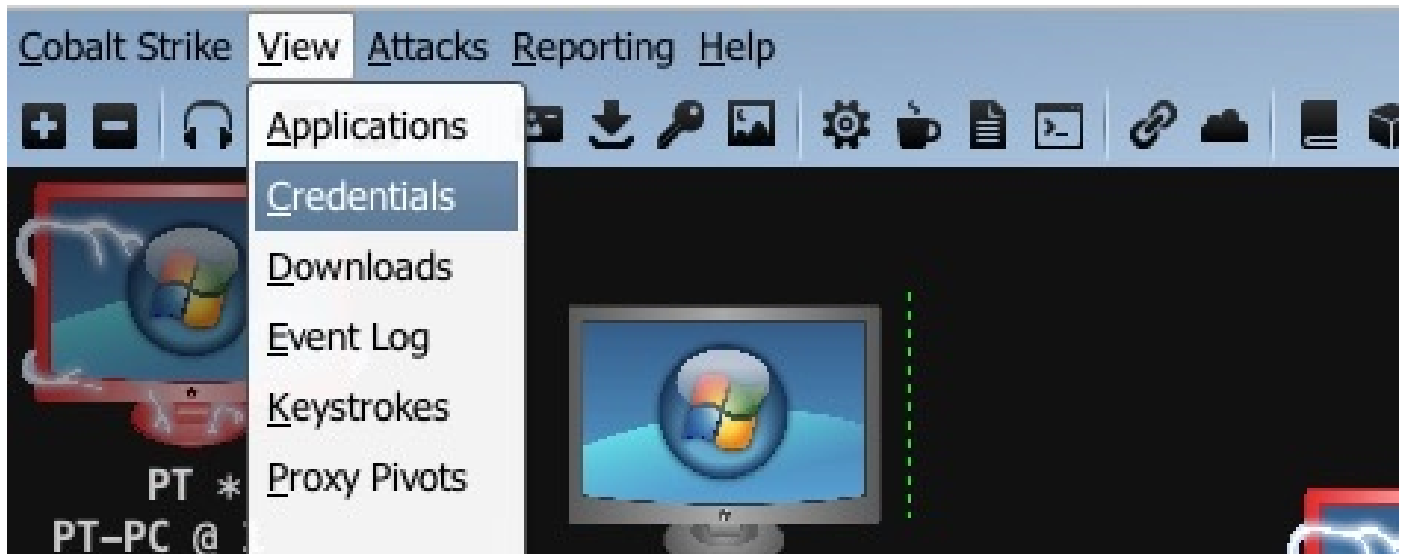 Cobalt Strike View Attacks Reporting Help
Applications
Credentials
Downloads
Event Log
Keystrokes
Proxy Pivots
PT *
PT-PC @